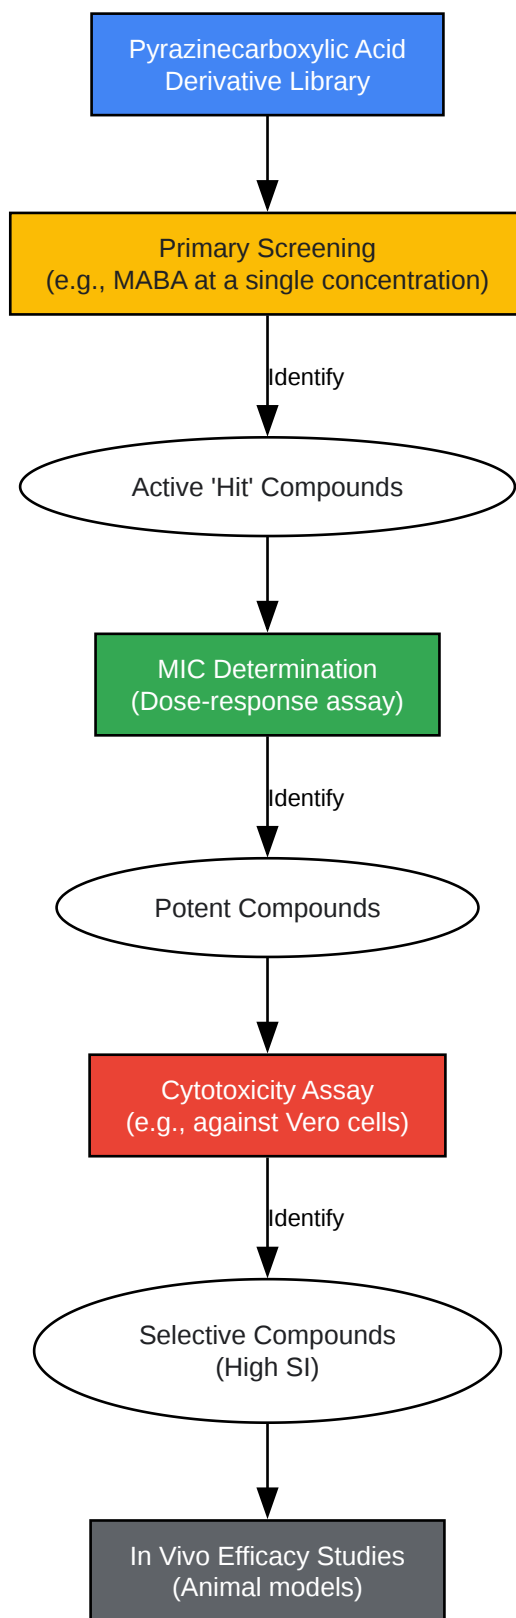 Pyrazinecarboxylic Acid
Derivative Library
Primary Screening
(e.g., MABA at a single concentration)
Identify
Active 'Hit' Compounds
MIC Determination
(Dose-response assay)
Identify
Potent Compounds
Cytotoxicity Assay
(e.g., against Vero cells)
Identify
Selective Compounds
(High SI)
In Vivo Efficacy Studies
(Animal models)